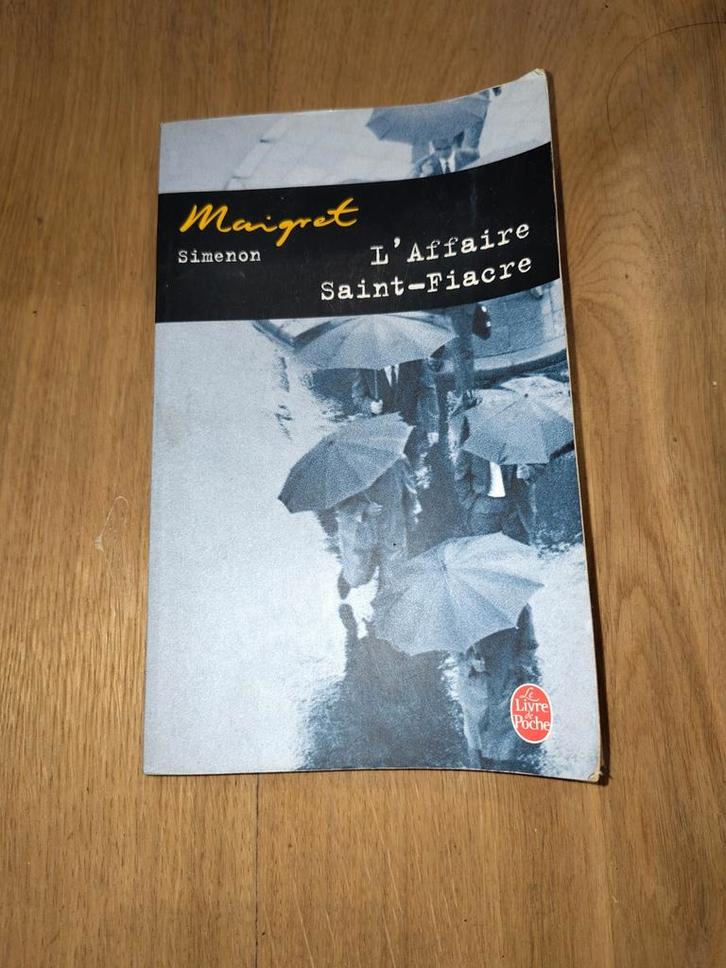 Maigret
Simenon
L'Affaire
Saint-Fiacre
Le
Livre
de
Poche